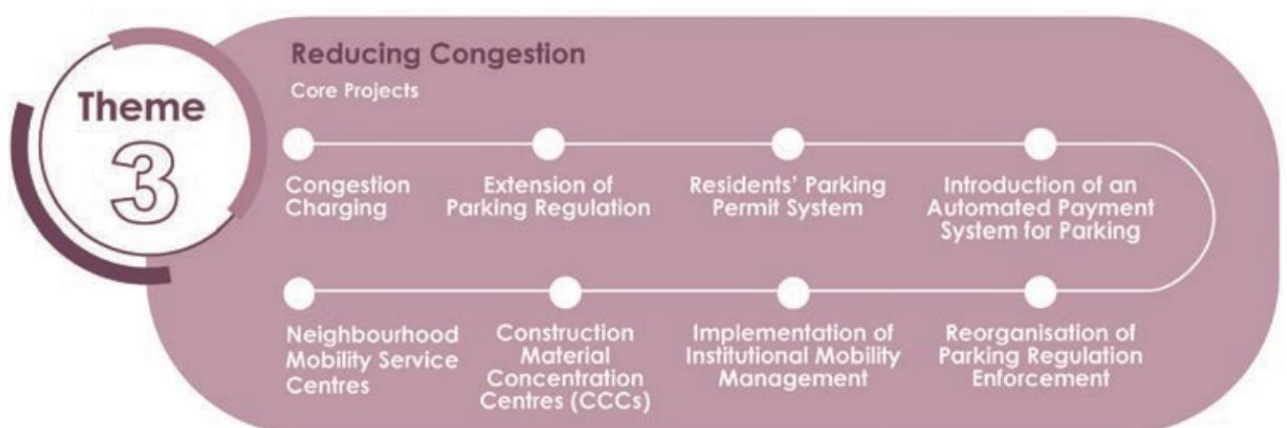 Theme
3
Reducing Congestion
Core Projects
Congestion
Charging
Extension of
Parking Regulation
Residents' Parking
Permit System
Introduction of an
Automated Payment
System for Parking
Neighbourhood
Mobility Service
Centres
Construction
Material
Concentration
Centres (CCCs)
Implementation of
Institutional Mobility
Management
Reorganisation of
Parking Regulation
Enforcement